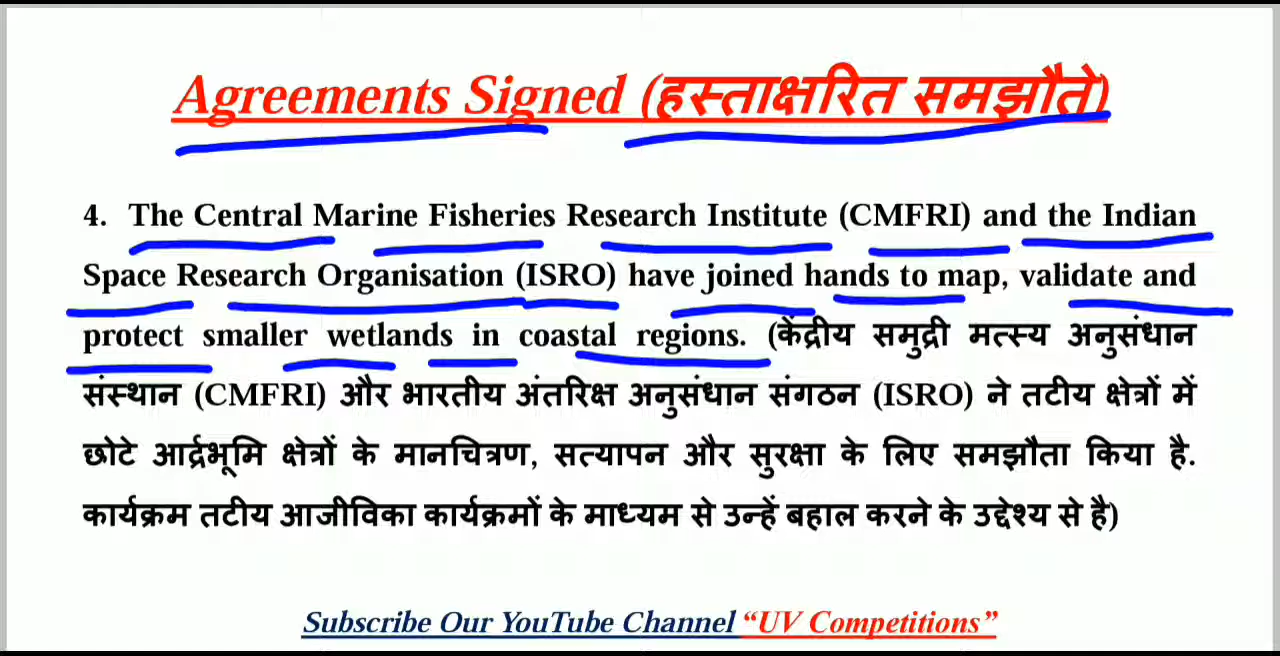 Agreements Signed (हस्ताक्षरित समझौते)
4. The Central Marine Fisheries Research Institute (CMFRI) and the Indian
Space Research Organisation (ISRO) have joined hands to map, validate and
protect smaller wetlands in coastal regions. (केंद्रीय समुद्री मत्स्य अनुसंधान
संस्थान (CMFRI) और भारतीय अंतरिक्ष अनुसंधान संगठन (ISRO) ने तटीय क्षेत्रों में
छोटे आर्द्रभूमि क्षेत्रों के मानचित्रण, सत्यापन और सुरक्षा के लिए समझौता किया है.
कार्यक्रम तटीय आजीविका कार्यक्रमों के माध्यम से उन्हें बहाल करने के उद्देश्य से है)
Subscribe Our YouTube Channel “UV Competitions”